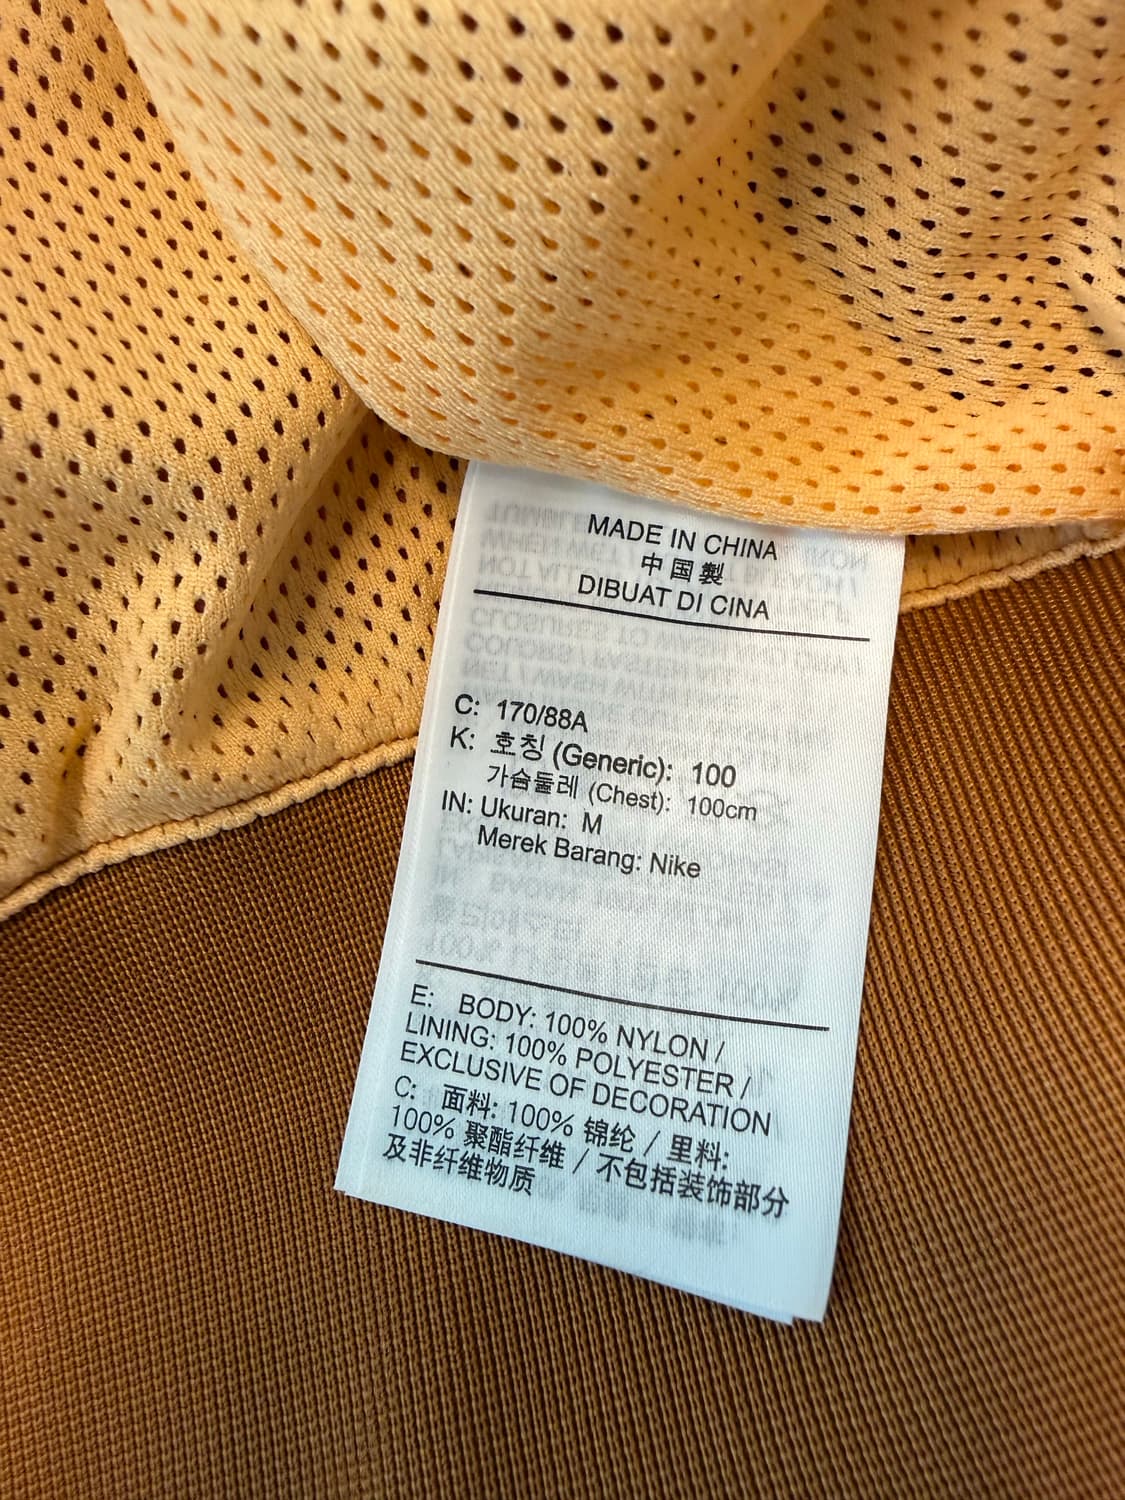 MADE IN CHINA
中国製
DIBUAT DI CINA
C: 170/88A
K: 호칭 (Generic): 100
가슴둘레 (Chest): 100cm
IN: Ukuran: M
Merek Barang: Nike
E: BODY: 100% NYLON /
LINING: 100% POLYESTER /
EXCLUSIVE OF DECORATION
C: 面料: 100% 锦纶 / 里料:
100% 聚酯纤维 / 不包括装饰部分
及非纤维物质